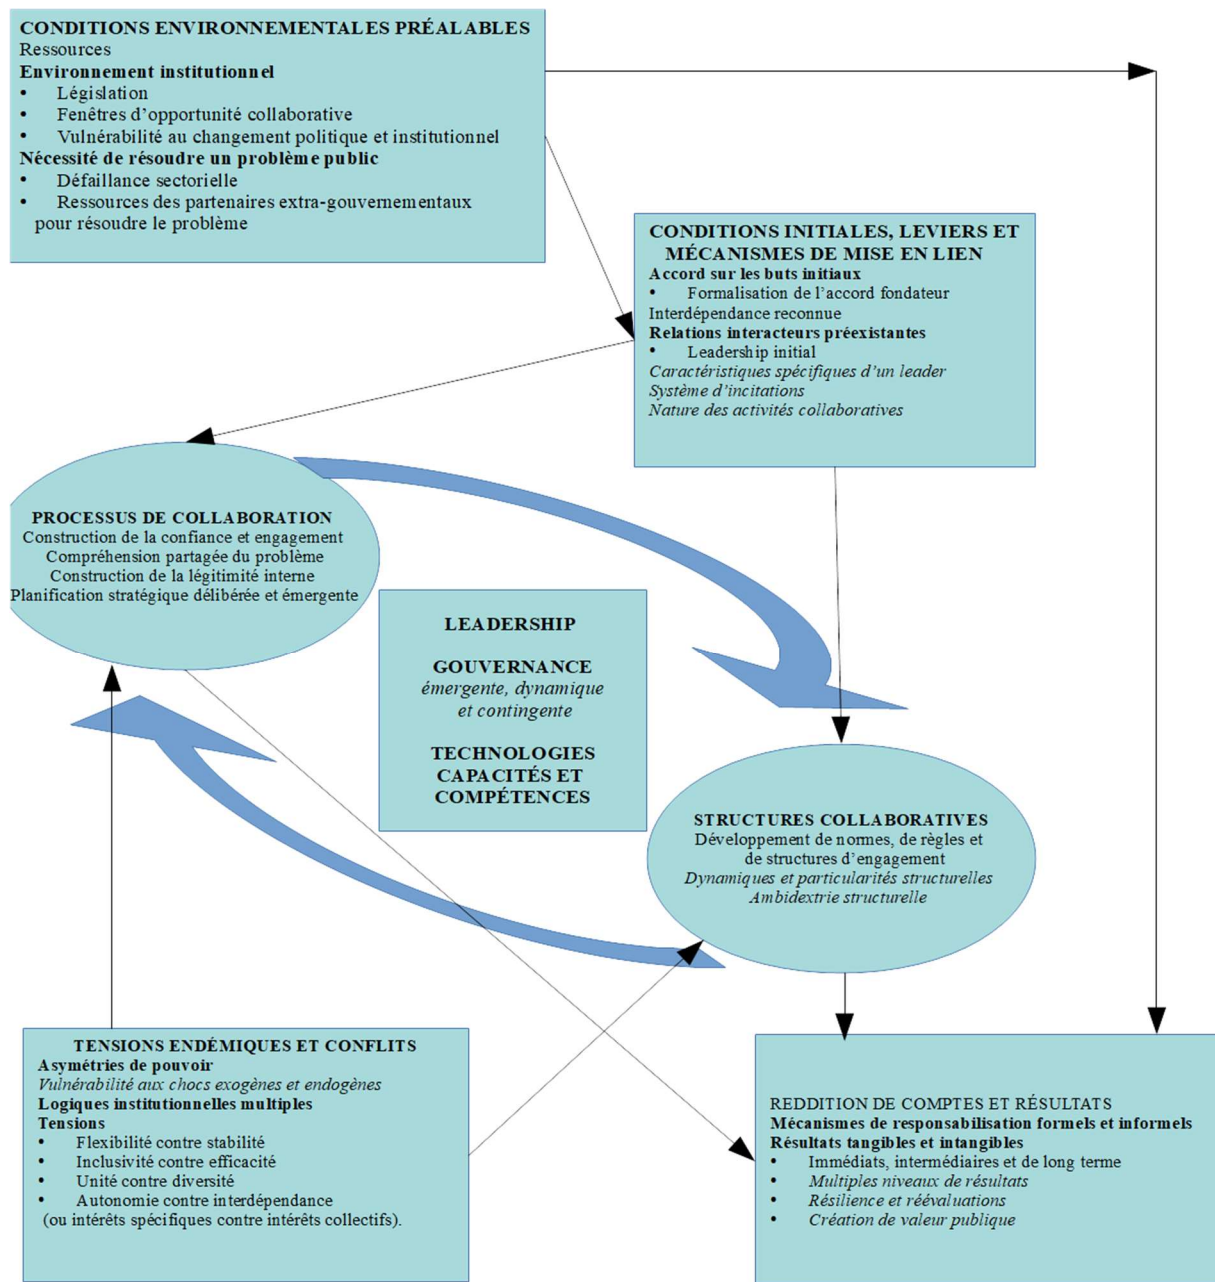 CONDITIONS ENVIRONNEMENTALES PRÉALABLES
Ressources
Environnement institutionnel
• Législation
• Fenêtres d'opportunité collaborative
• Vulnérabilité au changement politique et institutionnel
Nécessité de résoudre un problème public
• Défaillance sectorielle
• Ressources des partenaires extra-gouvernementaux
pour résoudre le problème
CONDITIONS INITIALES, LEVIERS ET
MÉCANISMES DE MISE EN LIEN
Accord sur les buts initiaux
• Formalisation de l'accord fondateur
Interdépendance reconnue
Relations interacteurs préexistantes
• Leadership initial
Caractéristiques spécifiques d'un leader
Système d'incitations
Nature des activités collaboratives
PROCESSUS DE COLLABORATION
Construction de la confiance et engagement
Compréhension partagée du problème
Construction de la légitimité interne
Planification stratégique délibérée et émergente
LEADERSHIP
GOUVERNANCE
émergente, dynamique
et contingente
TECHNOLOGIES
CAPACITÉS ET
COMPÉTENCES
STRUCTURES COLLABORATIVES
Développement de normes, de règles et
de structures d'engagement
Dynamiques et particularités structurelles
Ambidextrie structurelle
TENSIONS ENDÉMIQUES ET CONFLITS
Asymétries de pouvoir
Vulnérabilité aux chocs exogènes et endogènes
Logiques institutionnelles multiples
Tensions
• Flexibilité contre stabilité
• Inclusivité contre efficacité
• Unité contre diversité
• Autonomie contre interdépendance
(ou intérêts spécifiques contre intérêts collectifs).
REDDITION DE COMPTES ET RÉSULTATS
Mécanismes de responsabilisation formels et informels
Résultats tangibles et intangibles
• Immédiats, intermédiaires et de long terme
• Multiples niveaux de résultats
• Résilience et réévaluations
• Création de valeur publique